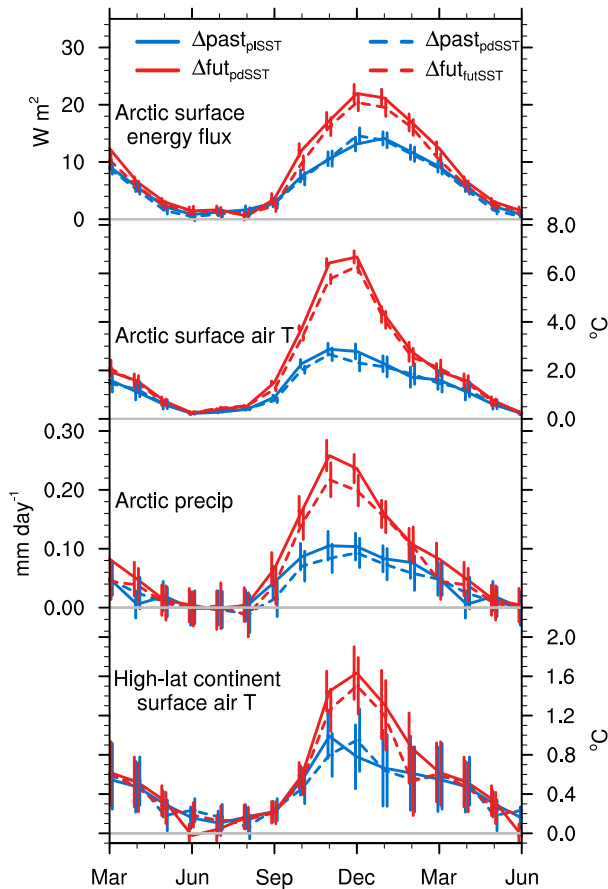 Δpast_plSST Δpast_pdSST
Δfut_pdSST Δfut_futSST
Arctic surface
energy flux
W m²
30
20
10
0
Arctic surface air T
8.0
6.0
4.0
2.0
0.0
°C
Arctic precip
mm day⁻¹
0.30
0.20
0.10
0.00
High-lat continent
surface air T
2.0
1.6
1.2
0.8
0.4
0.0
°C
Mar Jun Sep Dec Mar Jun